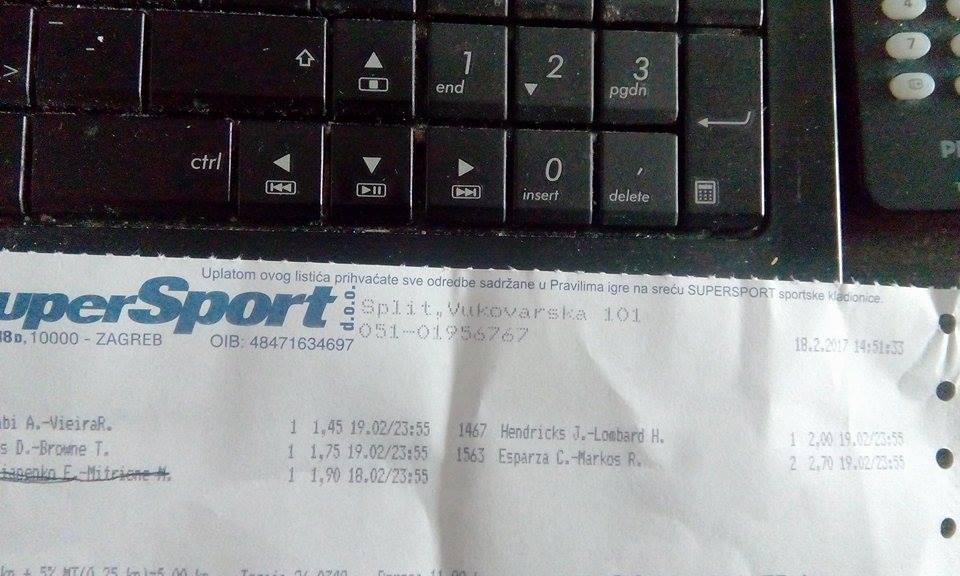 4
7
1
end
2
3
pgdn
ctrl
0
insert
,
delete
Uplatom ovog listića prihvaćate sve odredbe sadržane u Pravilima igre na sreću SUPERSPORT sportske kladionice.
uperSport d.o.o.
Split,Vukovarska 101
10000 - ZAGREB OIB: 48471634697
051-01956767
18.2.2017 14:51:33
bi A.-VieiraR. 1 1,45 19.02/23:55 1467 Hendricks J.-Lombard H. 1 2,00 19.02/23:55
s D.-Browne T. 1 1,75 19.02/23:55 1563 Esparza C.-Markos R. 2 2,70 19.02/23:55
E.-Mitrione M. 1 1,90 18.02/23:55